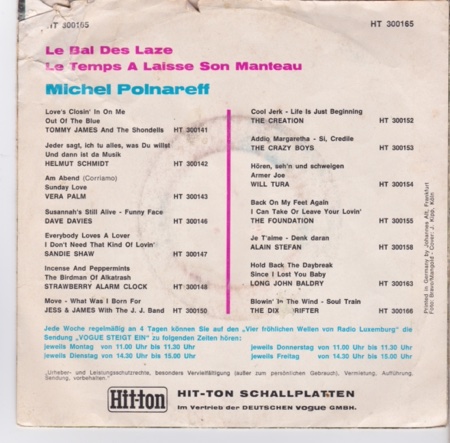 HT 300165
HT 300165
Le Bal Des Laze
Le Temps A Laisse Son Manteau
Michel Polnareff
Love's Closin' In On Me
Out Of The Blue
TOMMY JAMES And The Shondells HT 300141
Jeder sagt, ich tu alles, was Du willst
Und dann ist da Musik
HELMUT SCHMIDT HT 300142
Am Abend (Corriamo)
Sunday Love
VERA PALM HT 300143
Susannah's Still Alive - Funny Face
DAVE DAVIES HT 300146
Everybody Loves A Lover
I Don't Need That Kind Of Lovin'
SANDIE SHAW HT 300147
Incense And Peppermints
The Birdman Of Alkatrash
STRAWBERRY ALARM CLOCK HT 300148
Move - What Was I Born For
JESS & JAMES With The J. J. Band HT 300150
Cool Jerk - Life Is Just Beginning
THE CREATION HT 300152
Addio Margaretha - Si, Credile
THE CRAZY BOYS HT 300153
Hören, seh'n und schweigen
Armer Joe
WILL TURA HT 300154
Back On My Feet Again
I Can Take Or Leave Your Lovin'
THE FOUNDATION HT 300155
Je T'aime - Denk daran
ALAIN STEFAN HT 300158
Hold Back The Daybreak
Since I Lost You Baby
LONG JOHN BALDRY HT 300163
Blowin' In The Wind - Soul Train
THE DIX DRIFTER HT 300166
Printed in Germany by Johannes Alt, Frankfurt
Foto: Bravo/Mangold - Cover: J. Kopp, Köln
Jede Woche regelmäßig an 4 Tagen können Sie auf den „Vier fröhlichen Wellen von Radio Luxemburg" die
Sendung „VOGUE STEIGT EIN" zu folgenden Zeiten hören:
jeweils Montag von 11.00 Uhr bis 11.30 Uhr
jeweils Dienstag von 14.30 Uhr bis 15.00 Uhr
jeweils Donnerstag von 11.00 Uhr bis 11.30 Uhr
jeweils Freitag von 14.30 Uhr bis 15.00 Uhr
„Urheber- und Leistungsschutzrechte, besonders Vervielfältigung (außer zum persönlichen Gebrauch), Vermietung, Aufführung,
Sendung, vorbehalten."
Hit-ton
HIT-TON SCHALLPLATTEN
Im Vertrieb der DEUTSCHEN VOGUE GMBH.